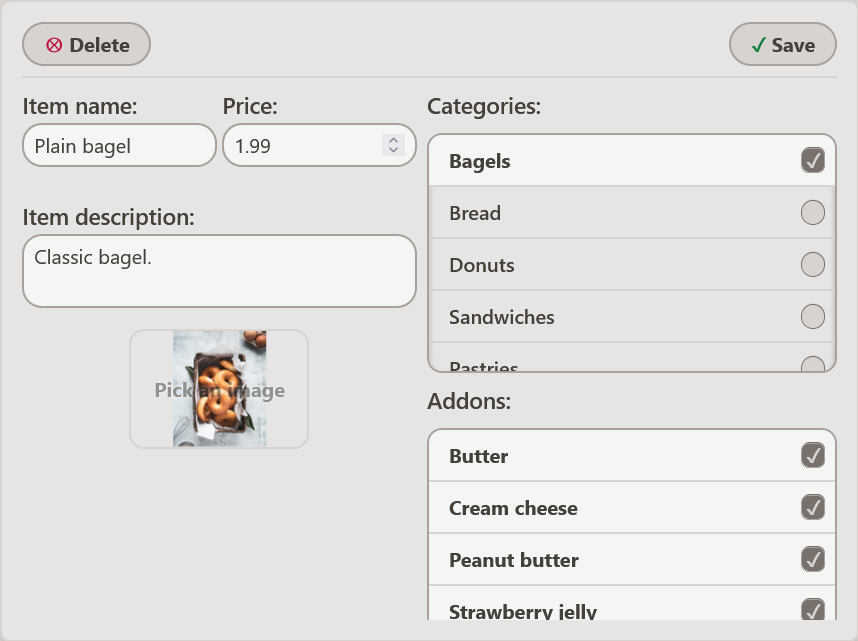 Delete
Save
Item name:
Price:
Plain bagel
1.99
Item description:
Classic bagel.
Pick an image
Categories:
Bagels
Bread
Donuts
Sandwiches
Pastries
Addons:
Butter
Cream cheese
Peanut butter
Strawberry jelly